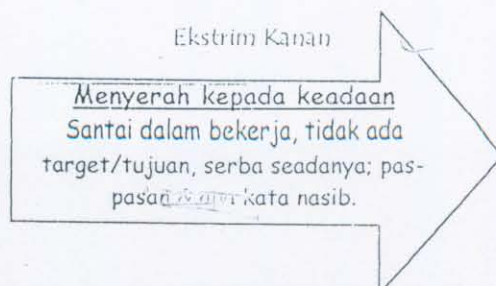 Ekstrim Kanan
Menyerah kepada keadaan
Santai dalam bekerja, tidak ada
target/tujuan, serba seadanya; pas-
pasan kata nasib.